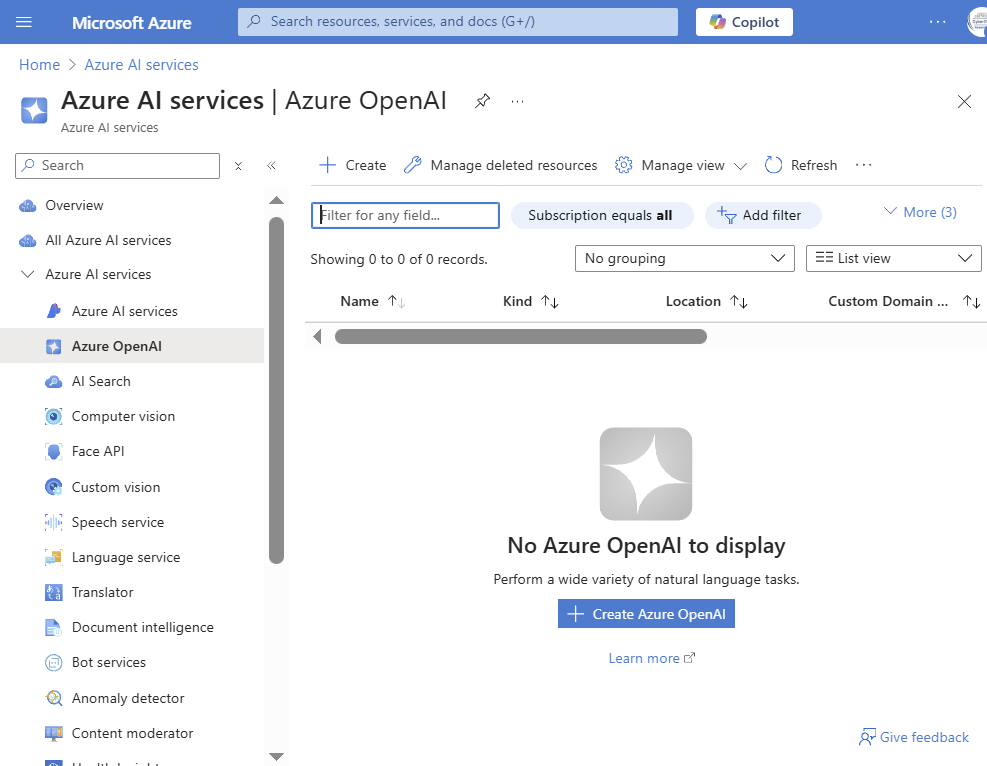 Microsoft Azure
Search resources, services, and docs (G+/)
Copilot
Home > Azure AI services
Azure AI services | Azure OpenAI
Azure AI services
Search
Overview
All Azure AI services
Azure AI services
Azure AI services
Azure OpenAI
AI Search
Computer vision
Face API
Custom vision
Speech service
Language service
Translator
Document intelligence
Bot services
Anomaly detector
Content moderator
Create Manage deleted resources Manage view Refresh
Filter for any field... Subscription equals all Add filter More (3)
Showing 0 to 0 of 0 records. No grouping List view
Name Kind Location Custom Domain ...
No Azure OpenAI to display
Perform a wide variety of natural language tasks.
Create Azure OpenAI
Learn more
Give feedback